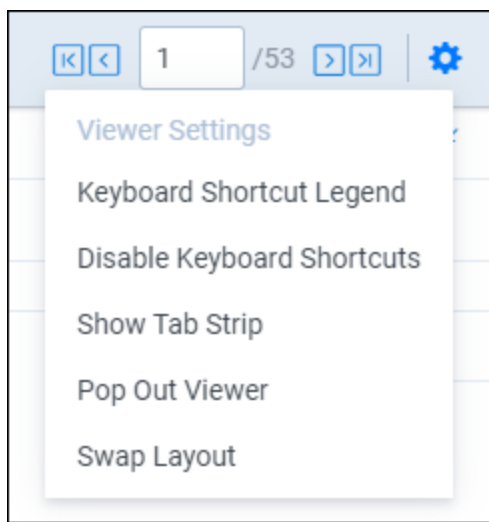 1 /53
Viewer Settings
Keyboard Shortcut Legend
Disable Keyboard Shortcuts
Show Tab Strip
Pop Out Viewer
Swap Layout